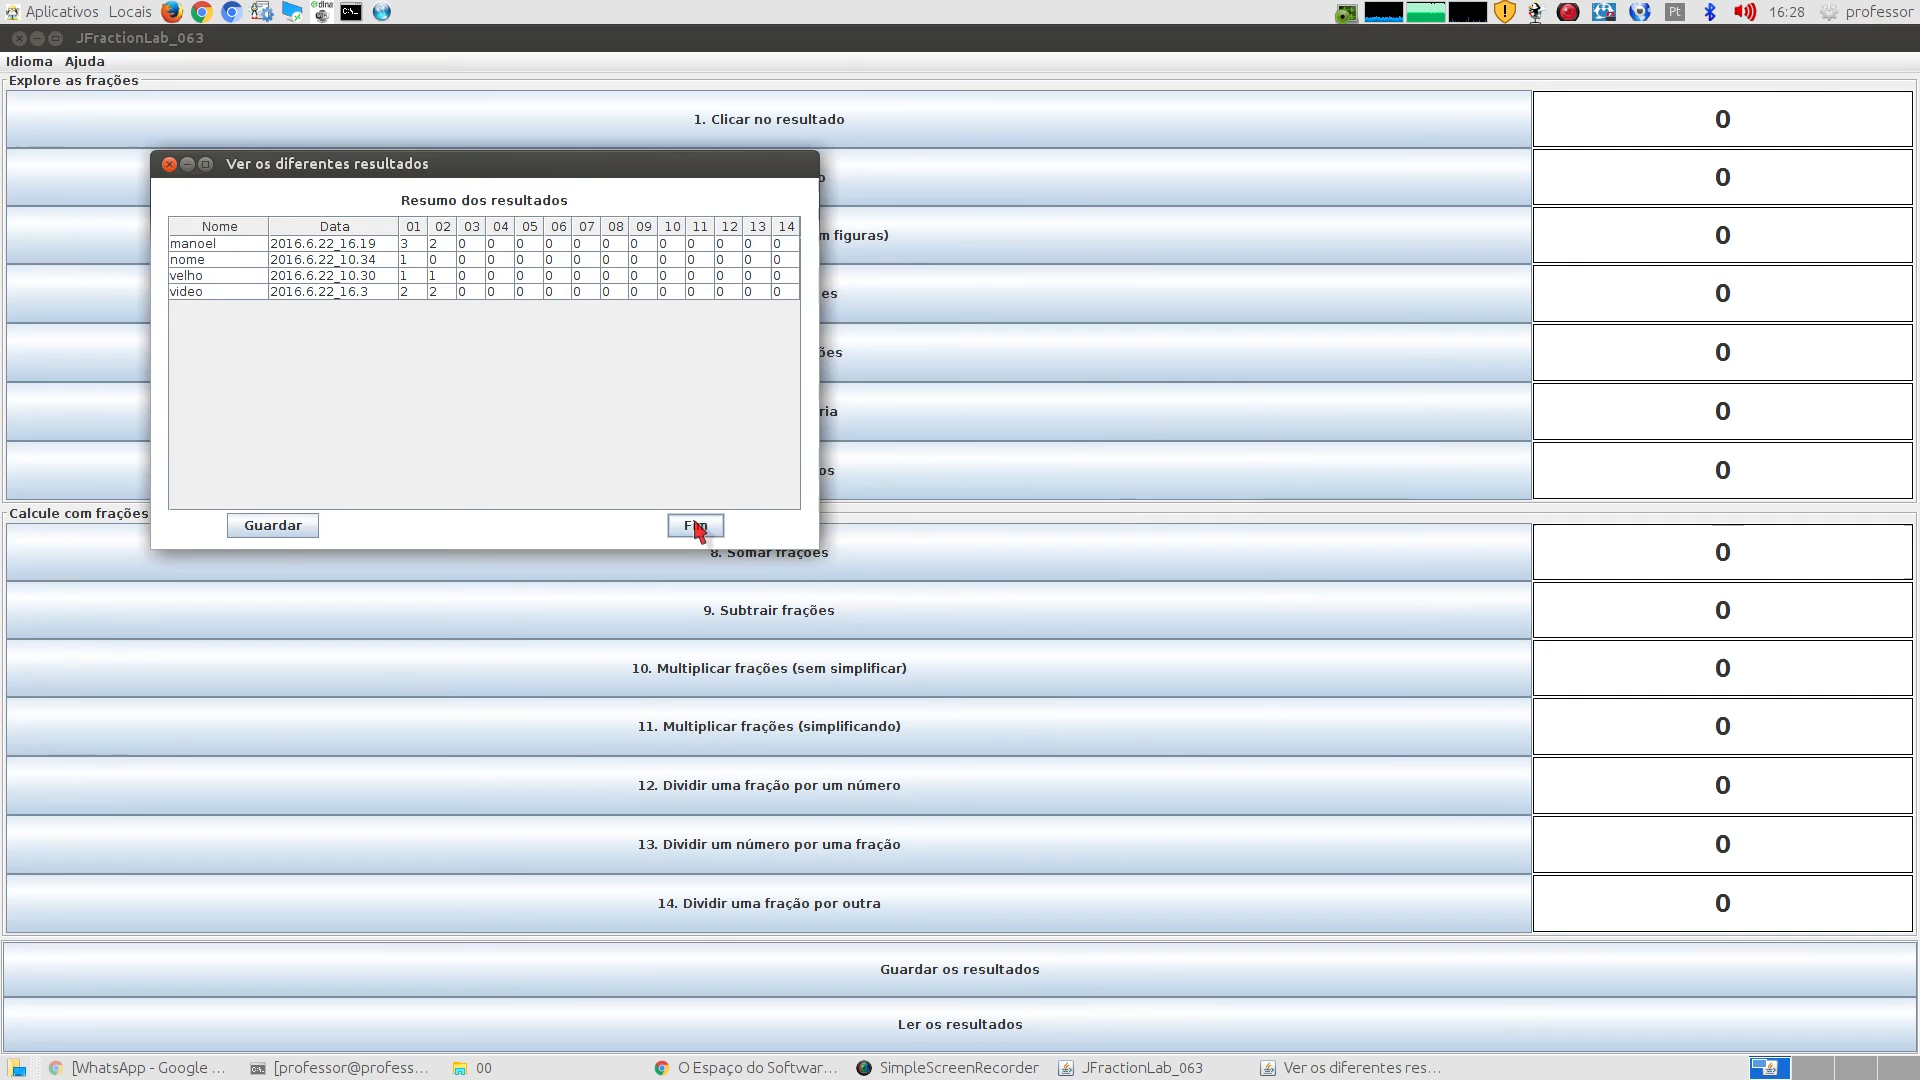 Aplicativos Locais
Pt 16:28 professor
JFractionLab_063
Idioma Ajuda
Explore as frações
1. Clicar no resultado 0
0
m figuras) 0
es 0
ões 0
ria 0
os 0
Ver os diferentes resultados
Resumo dos resultados
Nome Data 01 02 03 04 05 06 07 08 09 10 11 12 13 14
manoel 2016.6.22_16.19 3 2 0 0 0 0 0 0 0 0 0 0 0 0
nome 2016.6.22_10.34 1 0 0 0 0 0 0 0 0 0 0 0 0 0
velho 2016.6.22_10.30 1 1 0 0 0 0 0 0 0 0 0 0 0 0
video 2016.6.22_16.3 2 2 0 0 0 0 0 0 0 0 0 0 0 0
Guardar Fim
Calcule com frações
8. Somar frações 0
9. Subtrair frações 0
10. Multiplicar frações (sem simplificar) 0
11. Multiplicar frações (simplificando) 0
12. Dividir uma fração por um número 0
13. Dividir um número por uma fração 0
14. Dividir uma fração por outra 0
Guardar os resultados
Ler os resultados
[WhatsApp - Google ... [professor@profess... 00 O Espaço do Softwar... SimpleScreenRecorder JFractionLab_063 Ver os diferentes res...